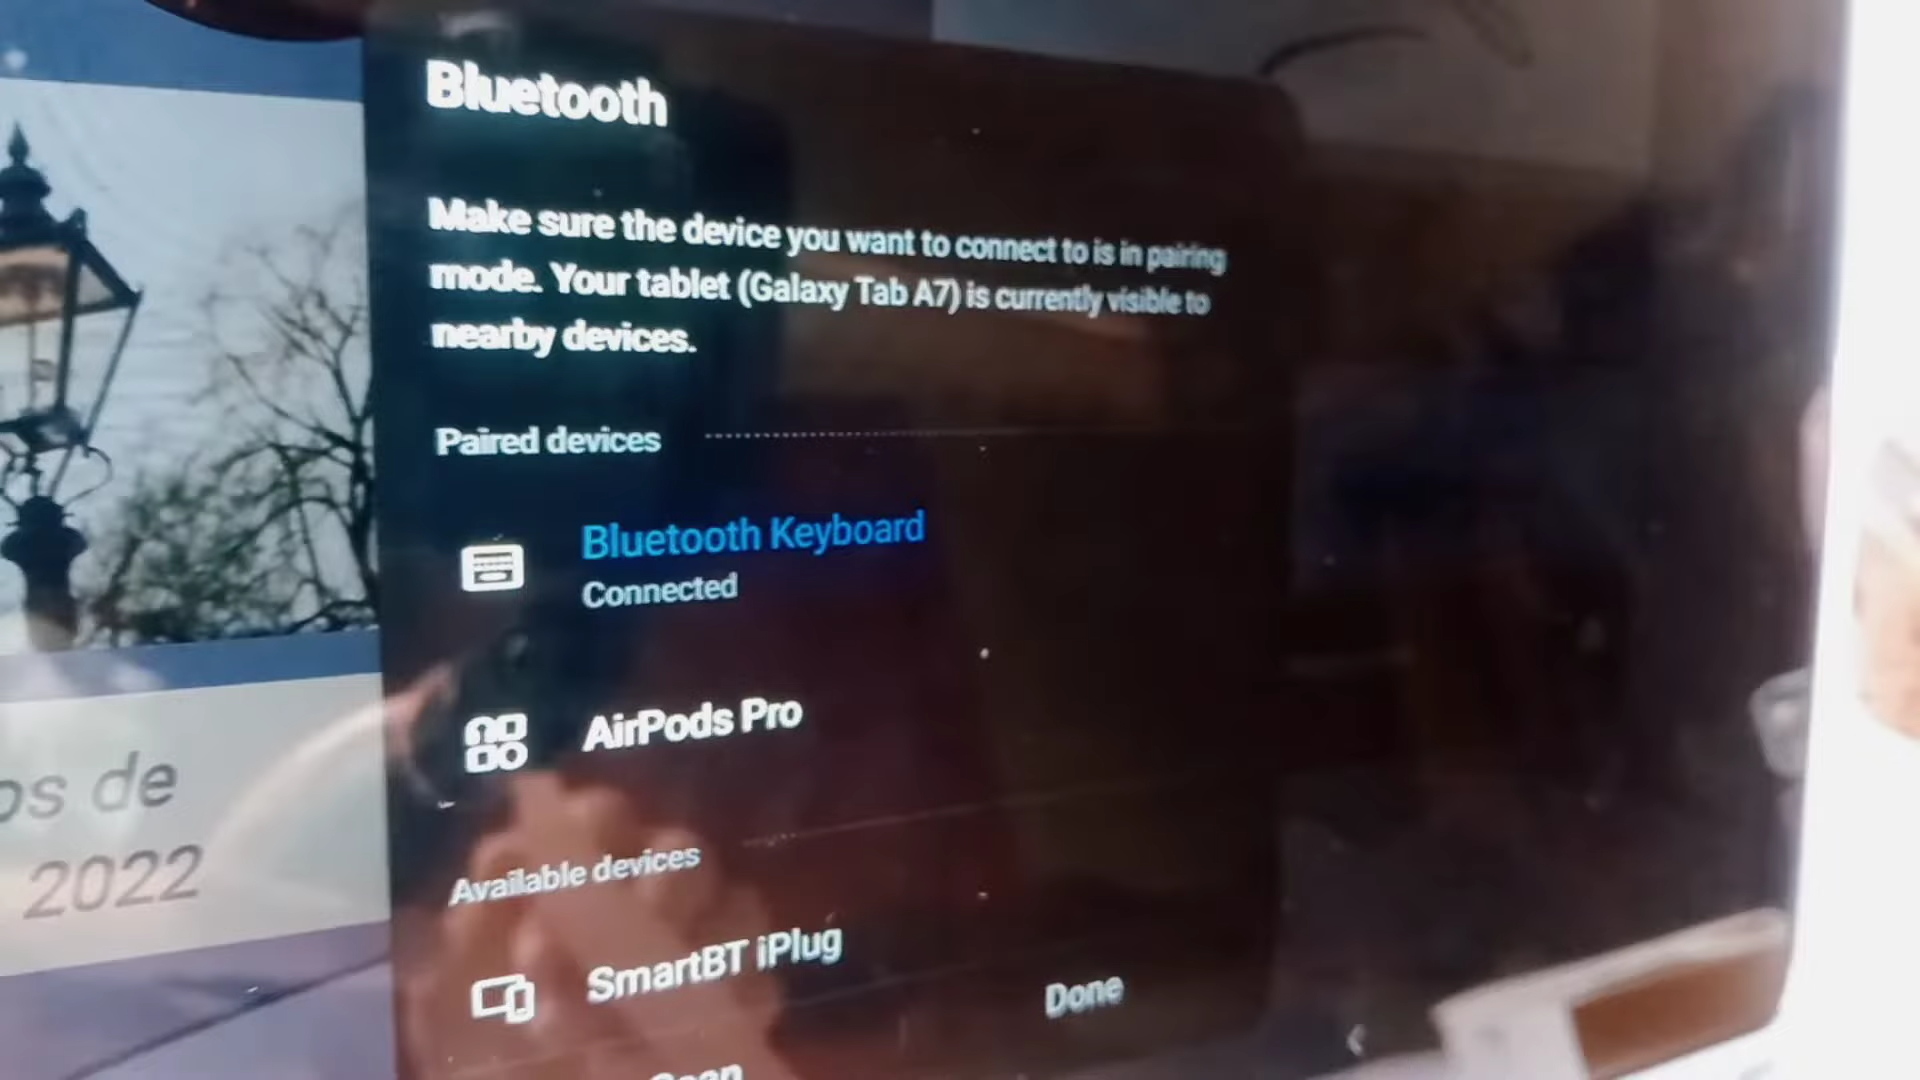 Bluetooth
Make sure the device you want to connect to is in pairing
mode. Your tablet (Galaxy Tab A7) is currently visible to
nearby devices.
Paired devices
Bluetooth Keyboard
Connected
AirPods Pro
Available devices
SmartBT iPlug
Done
de
2022